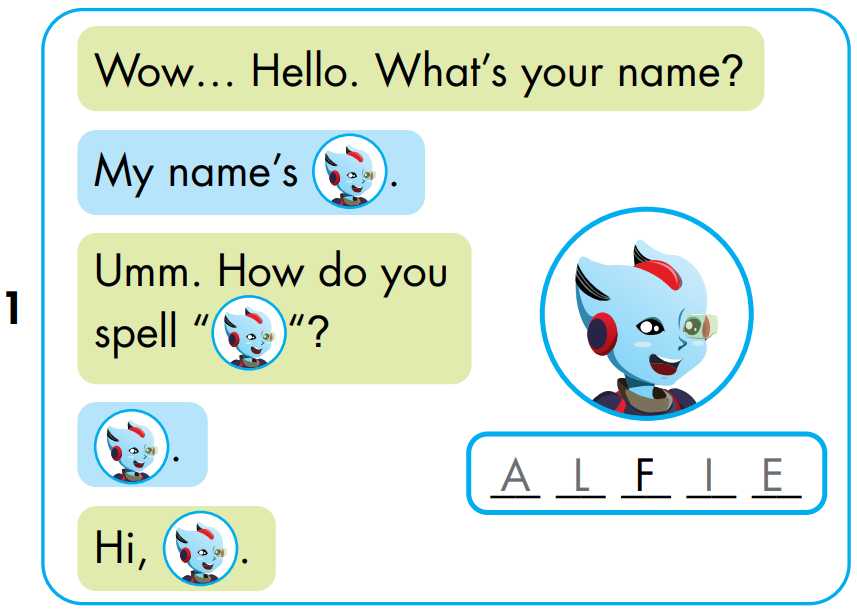 Wow... Hello. What's your name?
My name's .
Umm. How do you
spell “ “?
1
.
A L F I E
Hi, .